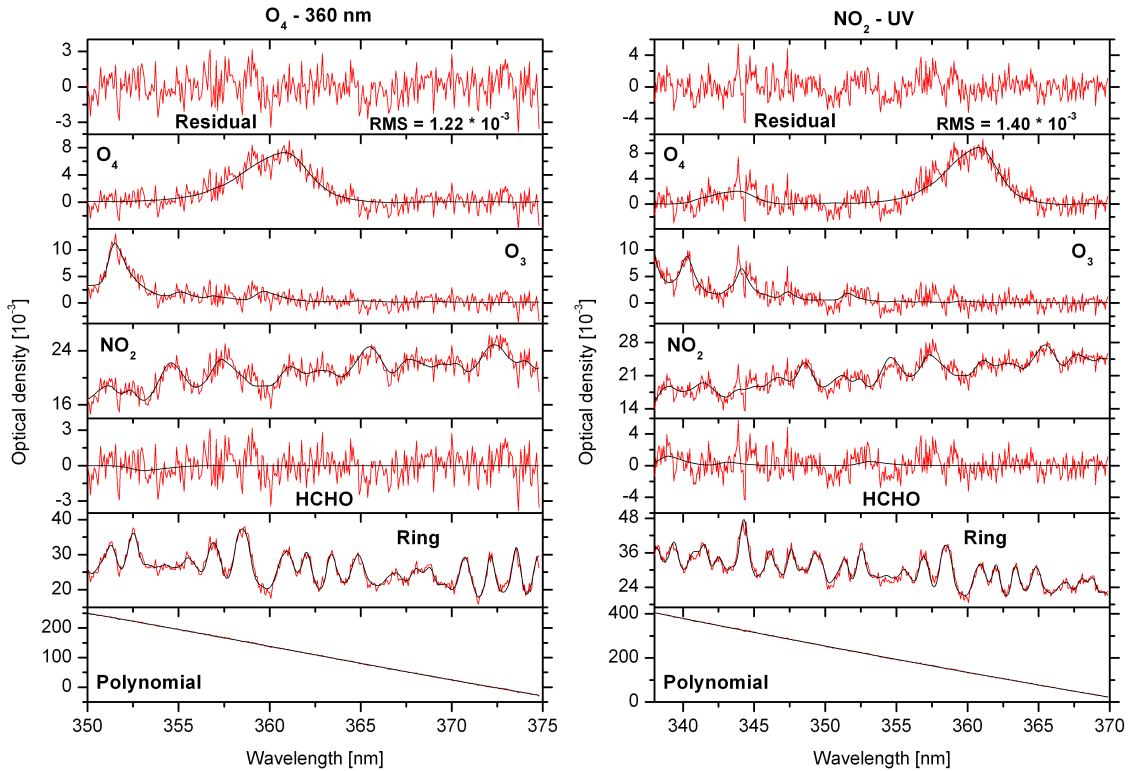 O4 - 360 nm
NO2 - UV
3
0
-3
Residual
RMS = 1.22 * 10-3
8
4
0
O4
10
5
0
O3
24
16
NO2
3
0
-3
HCHO
40
30
20
Ring
200
100
0
Polynomial
350 355 360 365 370 375
Wavelength [nm]
Optical density [10-3]
4
0
-4
Residual
RMS = 1.40 * 10-3
8
4
0
O4
10
5
0
O3
28
21
14
NO2
4
0
-4
HCHO
48
36
24
Ring
400
200
0
Polynomial
340 345 350 355 360 365 370
Wavelength [nm]
Optical density [10-3]